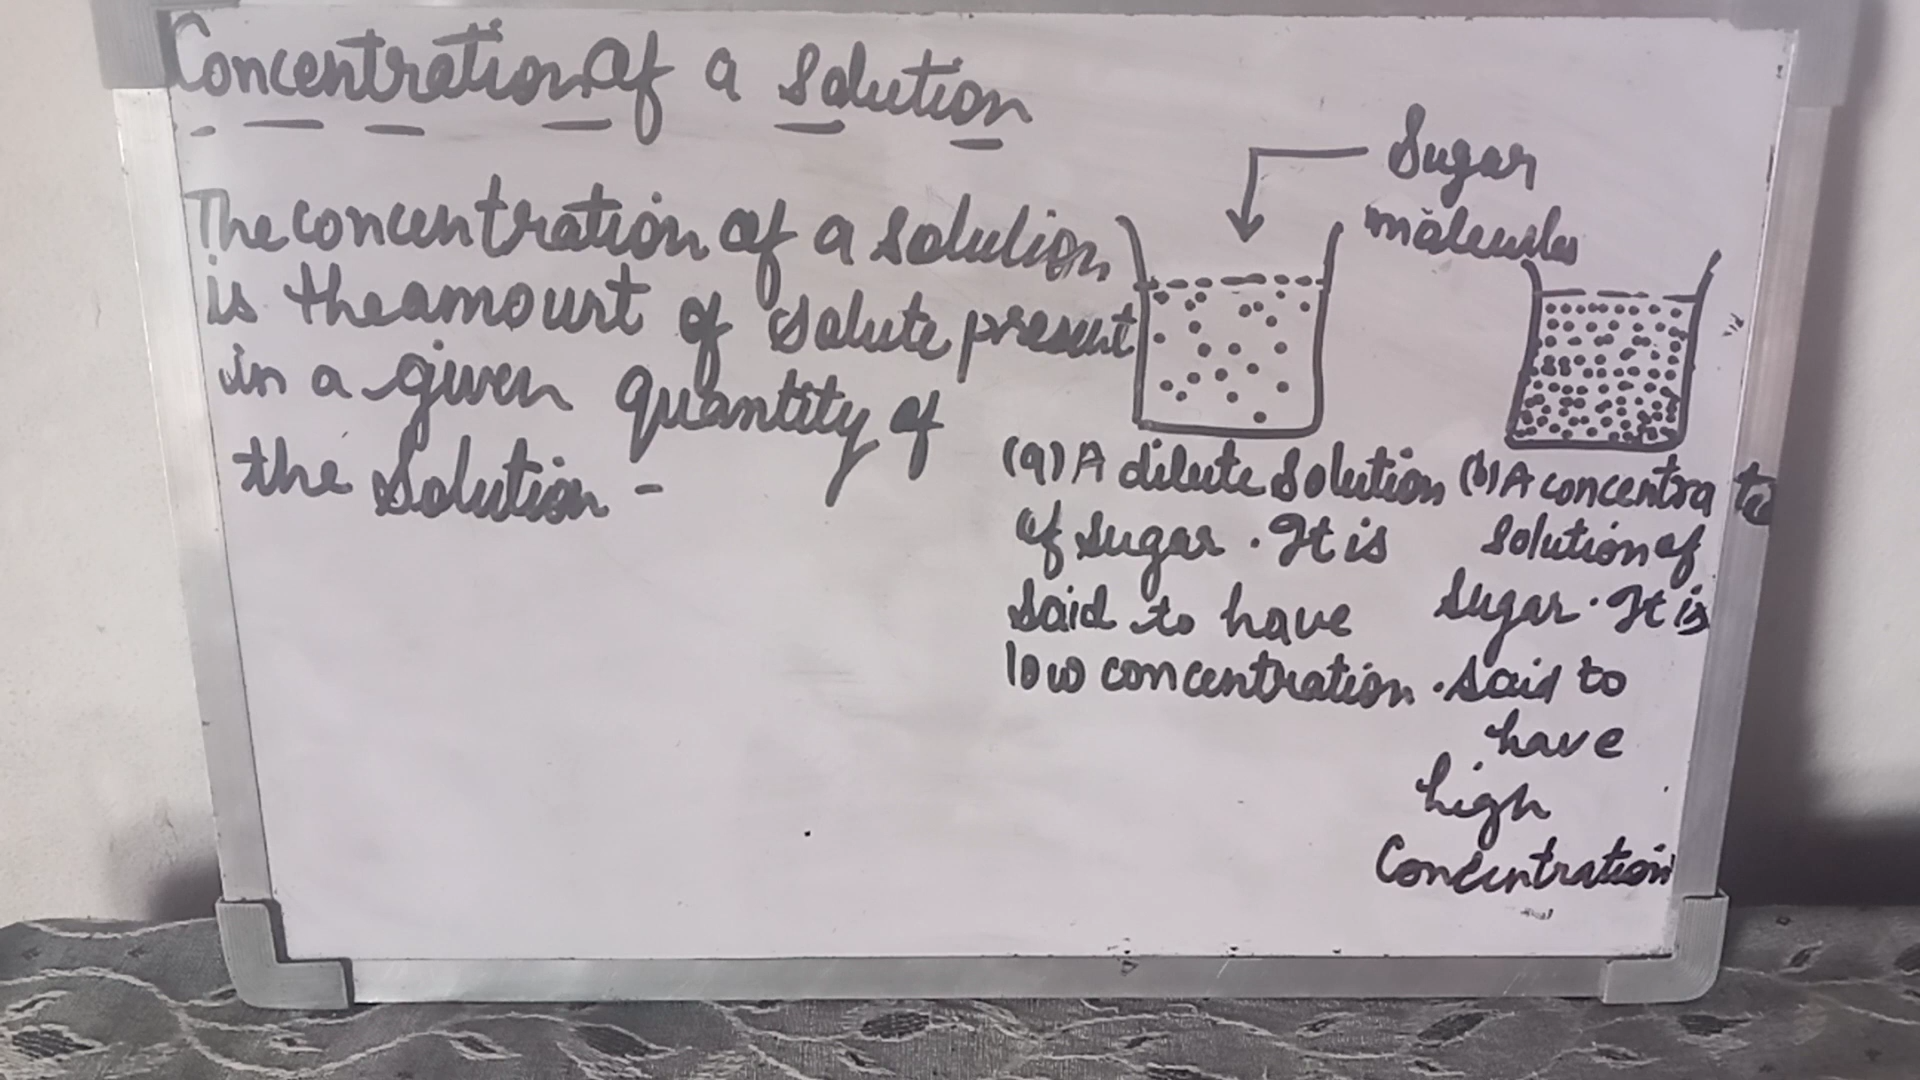 Concentration of a Solution
The concentration of a solution
is the amount of solute present
in a given quantity of
the solution -
Sugar
molecules
(a) A dilute solution
of sugar. It is
said to have
low concentration.
(b) A concentrate
solution of
sugar. It is
said to
have
high
Concentration